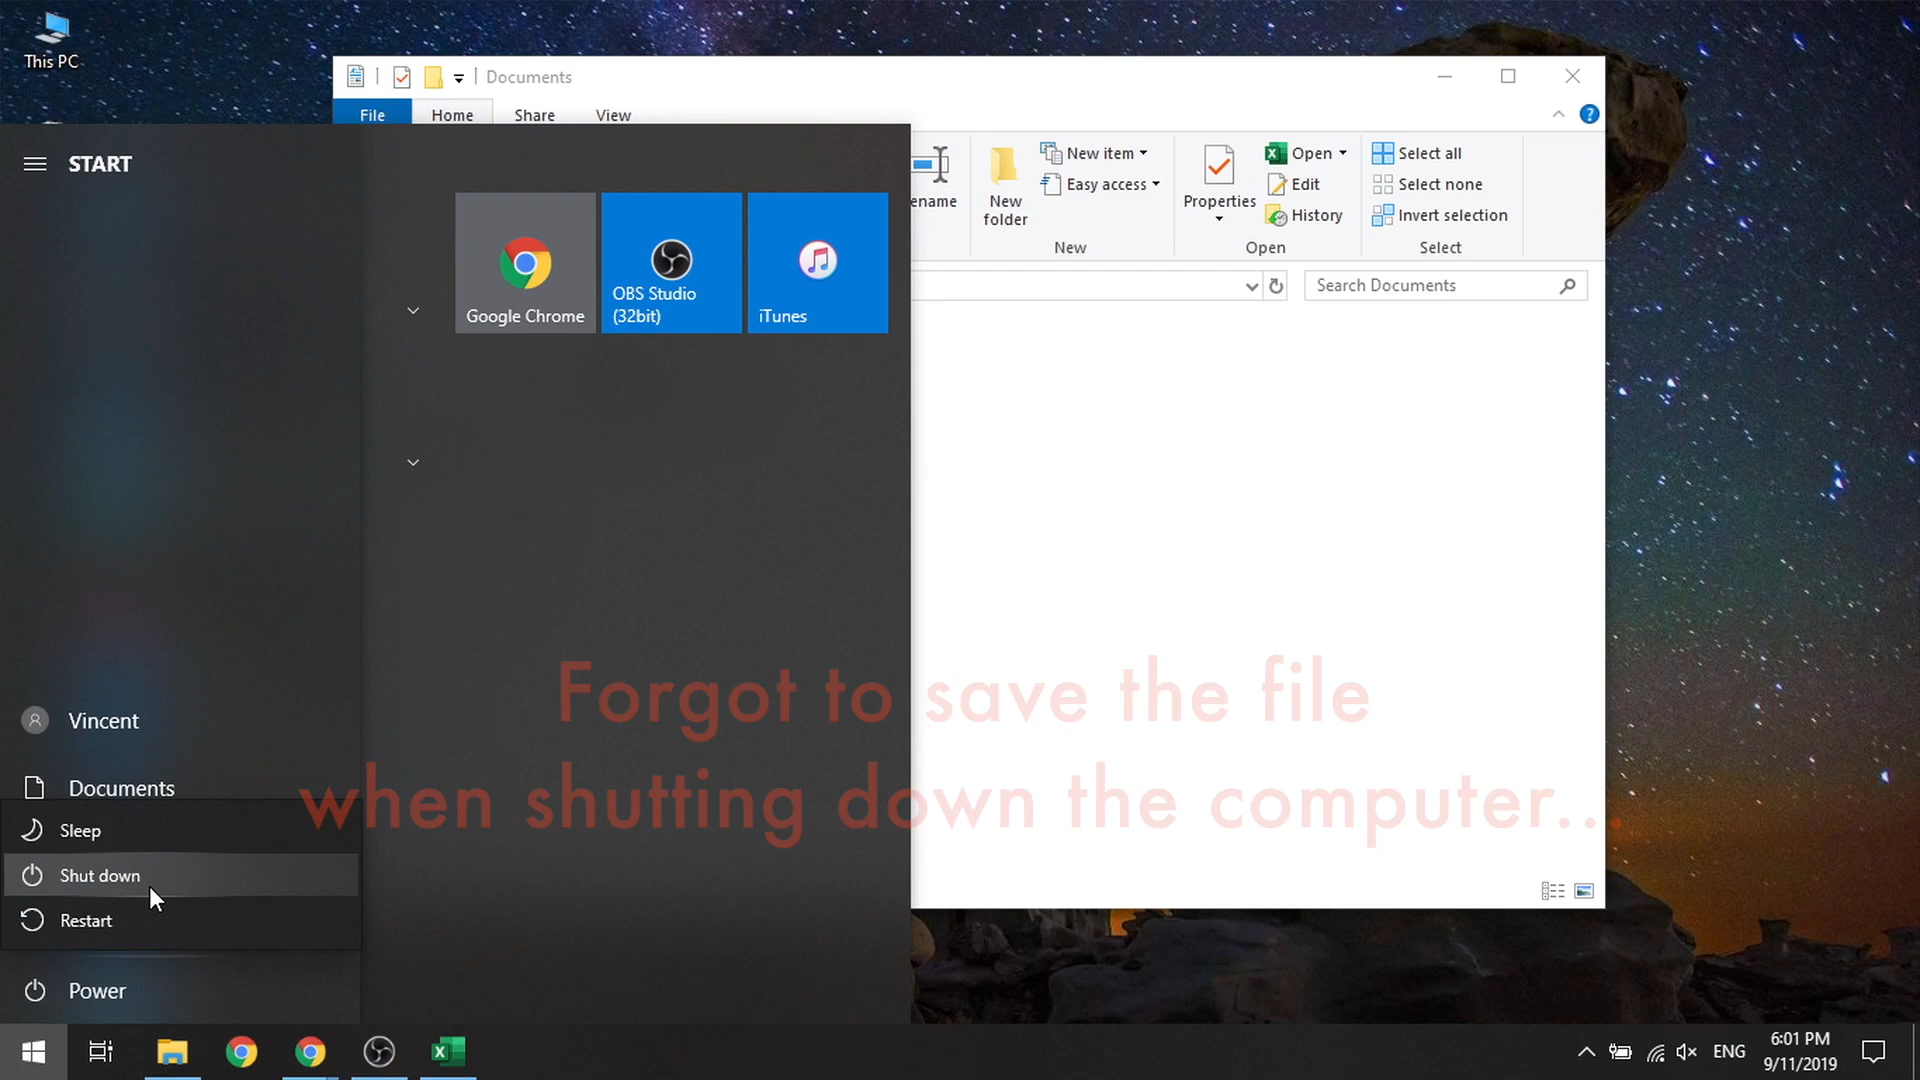 This PC
Documents
File Home Share View
START
ename
New folder
New item
Easy access
New
Properties
Open
Edit
History
Open
Select all
Select none
Invert selection
Select
Search Documents
Google Chrome
OBS Studio (32bit)
iTunes
Forgot to save the file
when shutting down the computer...
Vincent
Documents
Sleep
Shut down
Restart
Power
ENG
6:01 PM
9/11/2019